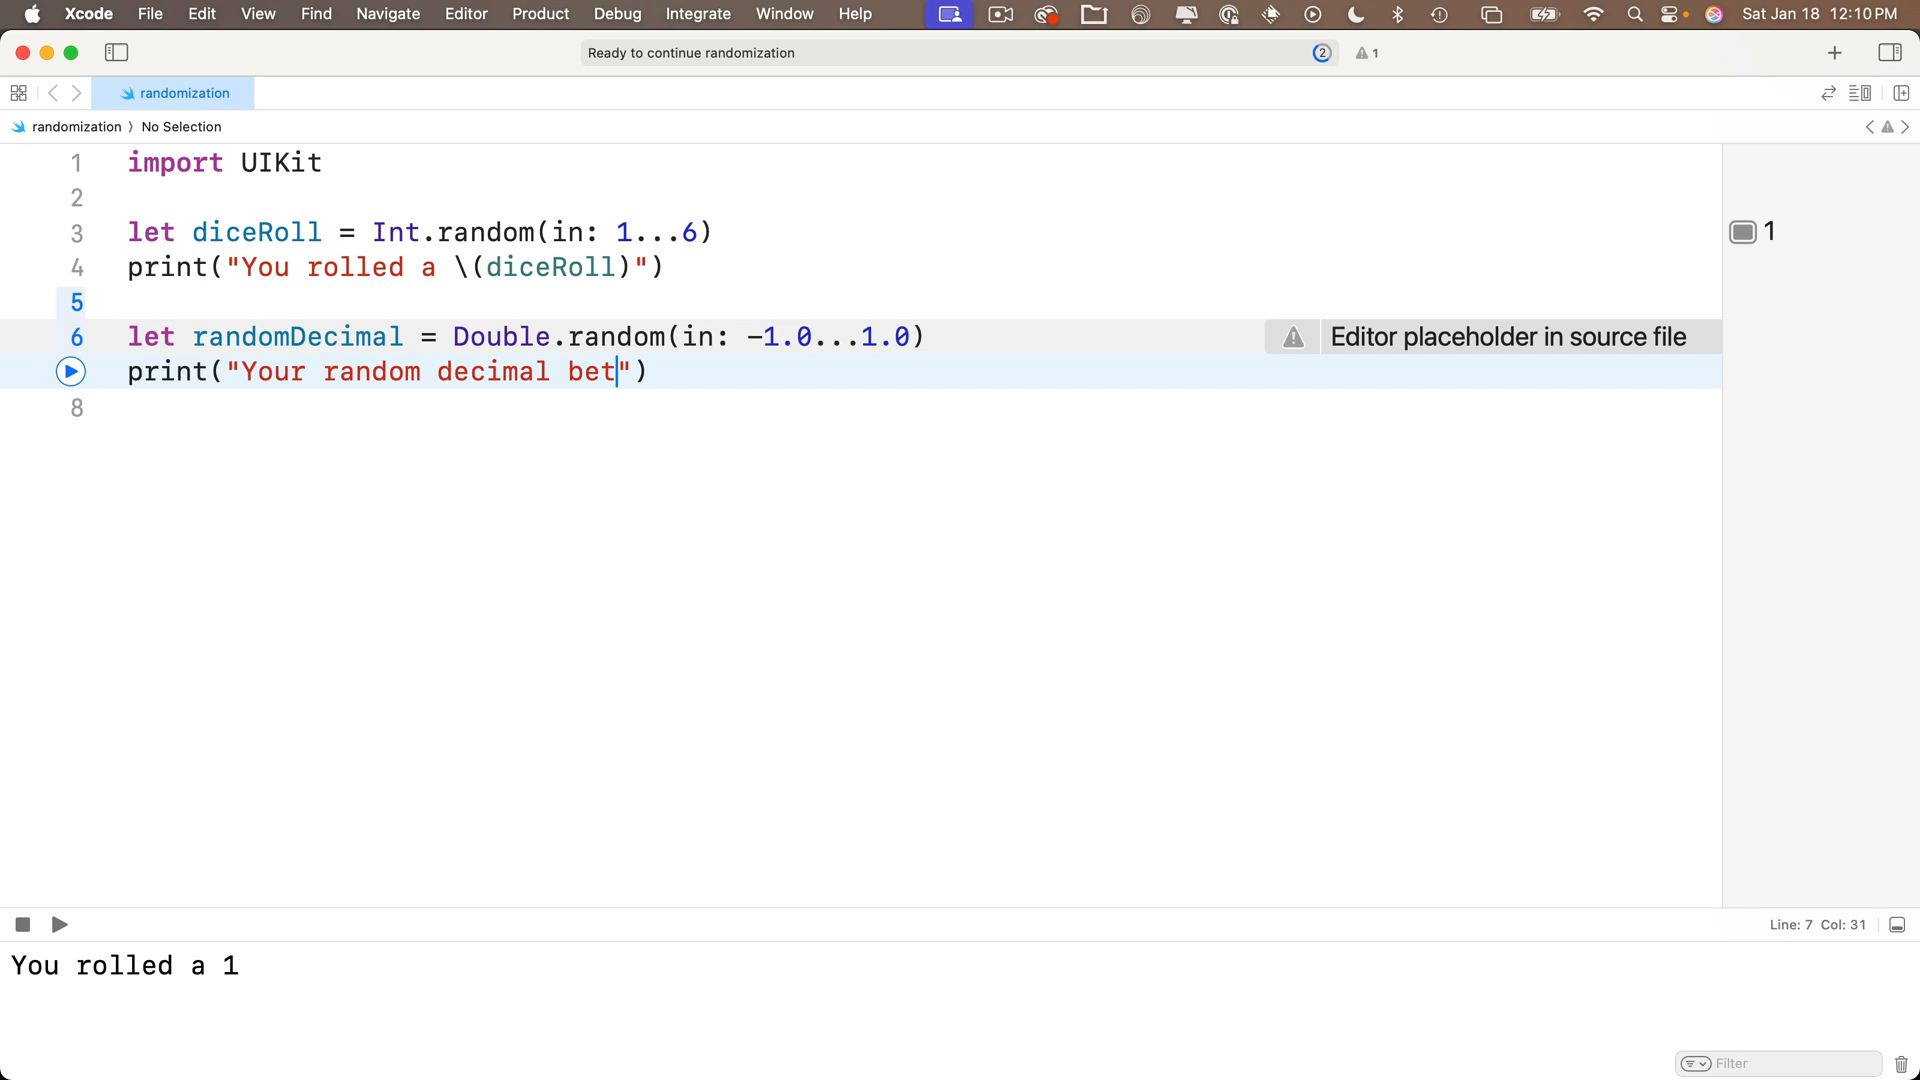 Xcode File Edit View Find Navigate Editor Product Debug Integrate Window Help Sat Jan 18 12:10 PM
Ready to continue randomization 2 1
randomization
randomization 〉 No Selection
1 import UIKit
2
3 let diceRoll = Int.random(in: 1...6) 1
4 print("You rolled a \(diceRoll)")
5
6 let randomDecimal = Double.random(in: -1.0...1.0) Editor placeholder in source file
print("Your random decimal bet")
8
Line: 7 Col: 31
You rolled a 1
Filter